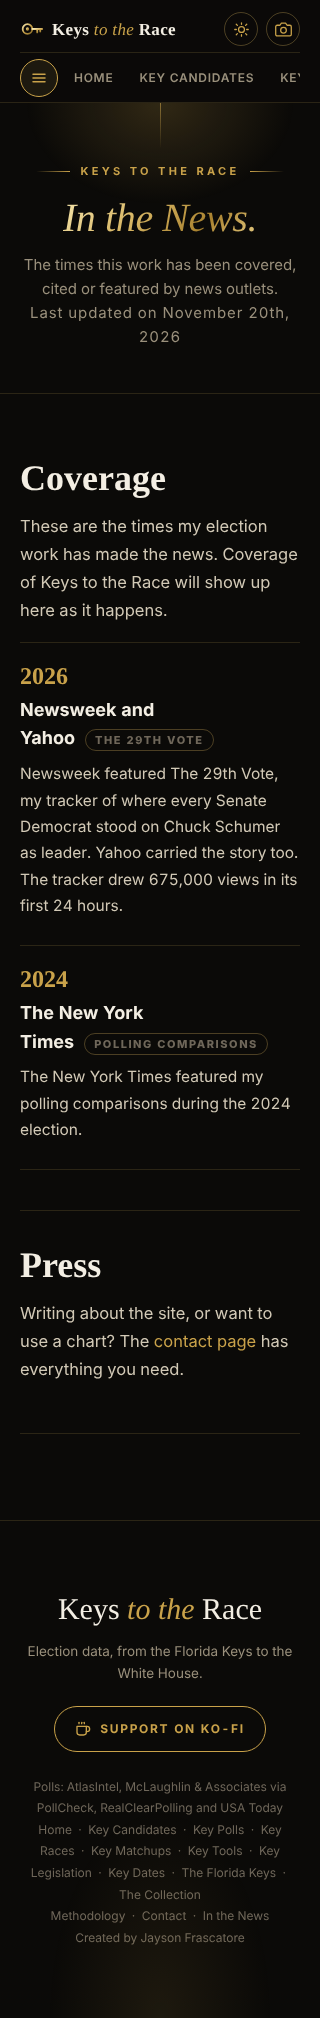 Keys to the Race
HOME KEY CANDIDATES KEY
KEYS TO THE RACE
In the News.
The times this work has been covered,
cited or featured by news outlets.
Last updated on November 20th,
2026
Coverage
These are the times my election
work has made the news. Coverage
of Keys to the Race will show up
here as it happens.
2026
Newsweek and
Yahoo THE 29TH VOTE
Newsweek featured The 29th Vote,
my tracker of where every Senate
Democrat stood on Chuck Schumer
as leader. Yahoo carried the story too.
The tracker drew 675,000 views in its
first 24 hours.
2024
The New York
Times POLLING COMPARISONS
The New York Times featured my
polling comparisons during the 2024
election.
Press
Writing about the site, or want to
use a chart? The contact page has
everything you need.
Keys to the Race
Election data, from the Florida Keys to the
White House.
SUPPORT ON KO-FI
Polls: AtlasIntel, McLaughlin & Associates via
PollCheck, RealClearPolling and USA Today
Home · Key Candidates · Key Polls · Key
Races · Key Matchups · Key Tools · Key
Legislation · Key Dates · The Florida Keys ·
The Collection
Methodology · Contact · In the News
Created by Jayson Frascatore